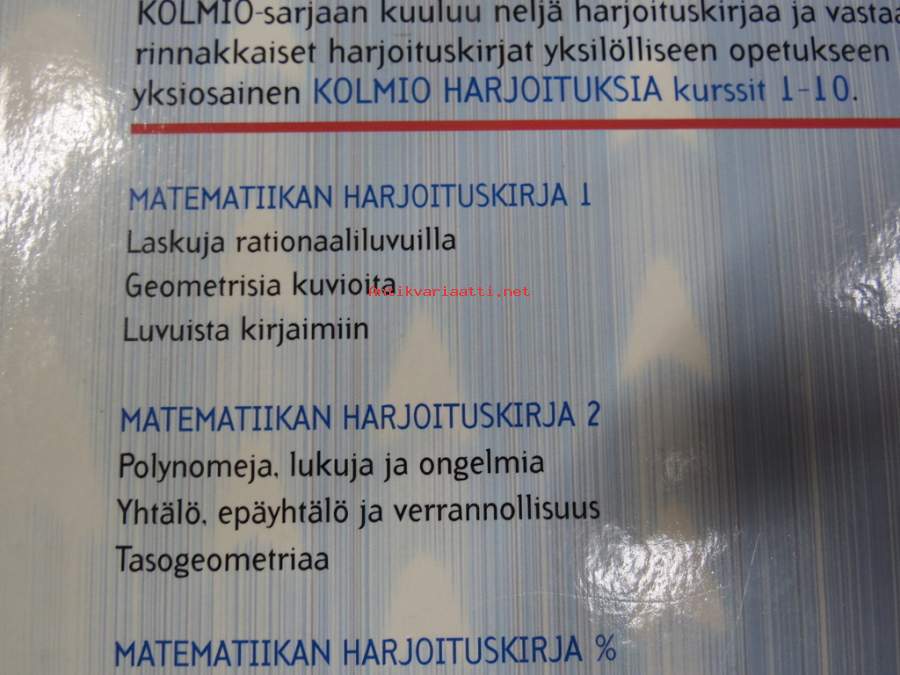 KOLMIO-sarjaan kuuluu neljä harjoituskirjaa ja
rinnakkaiset harjoituskirjat yksilölliseen opetukseen
yksiosainen KOLMIO HARJOITUKSIA kurssit 1-10.
MATEMATIIKAN HARJOITUSKIRJA 1
Laskuja rationaaliluvuilla
Geometrisia kuvioita
Antikvariaatti.net
Luvuista kirjaimiin
MATEMATIIKAN HARJOITUSKIRJA 2
Polynomeja, lukuja ja ongelmia
Yhtälö, epäyhtälö ja verrannollisuus
Tasogeometriaa
MATEMATIIKAN HARJOITUSKIRJA %